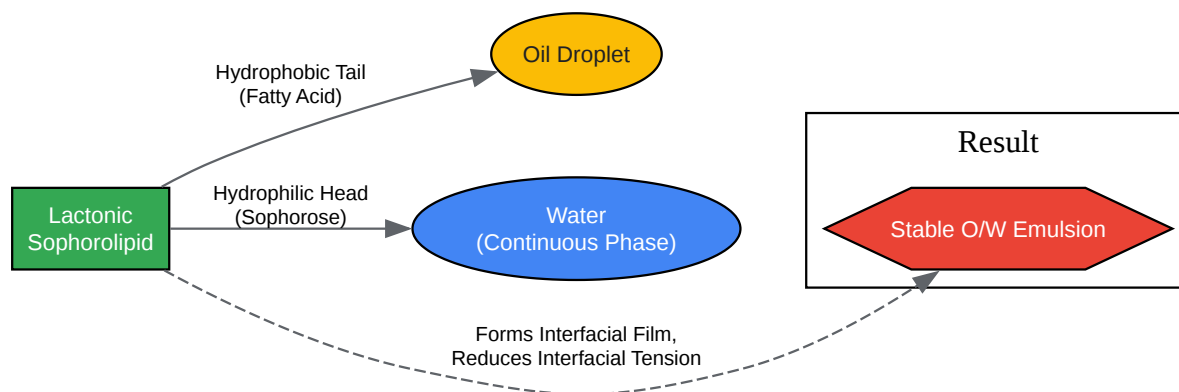 Oil Droplet
Hydrophobic Tail
(Fatty Acid)
Result
Lactonic
Sophorolipid
Hydrophilic Head
(Sophorose)
Water
(Continuous Phase)
Stable O/W Emulsion
Forms Interfacial Film,
Reduces Interfacial Tension